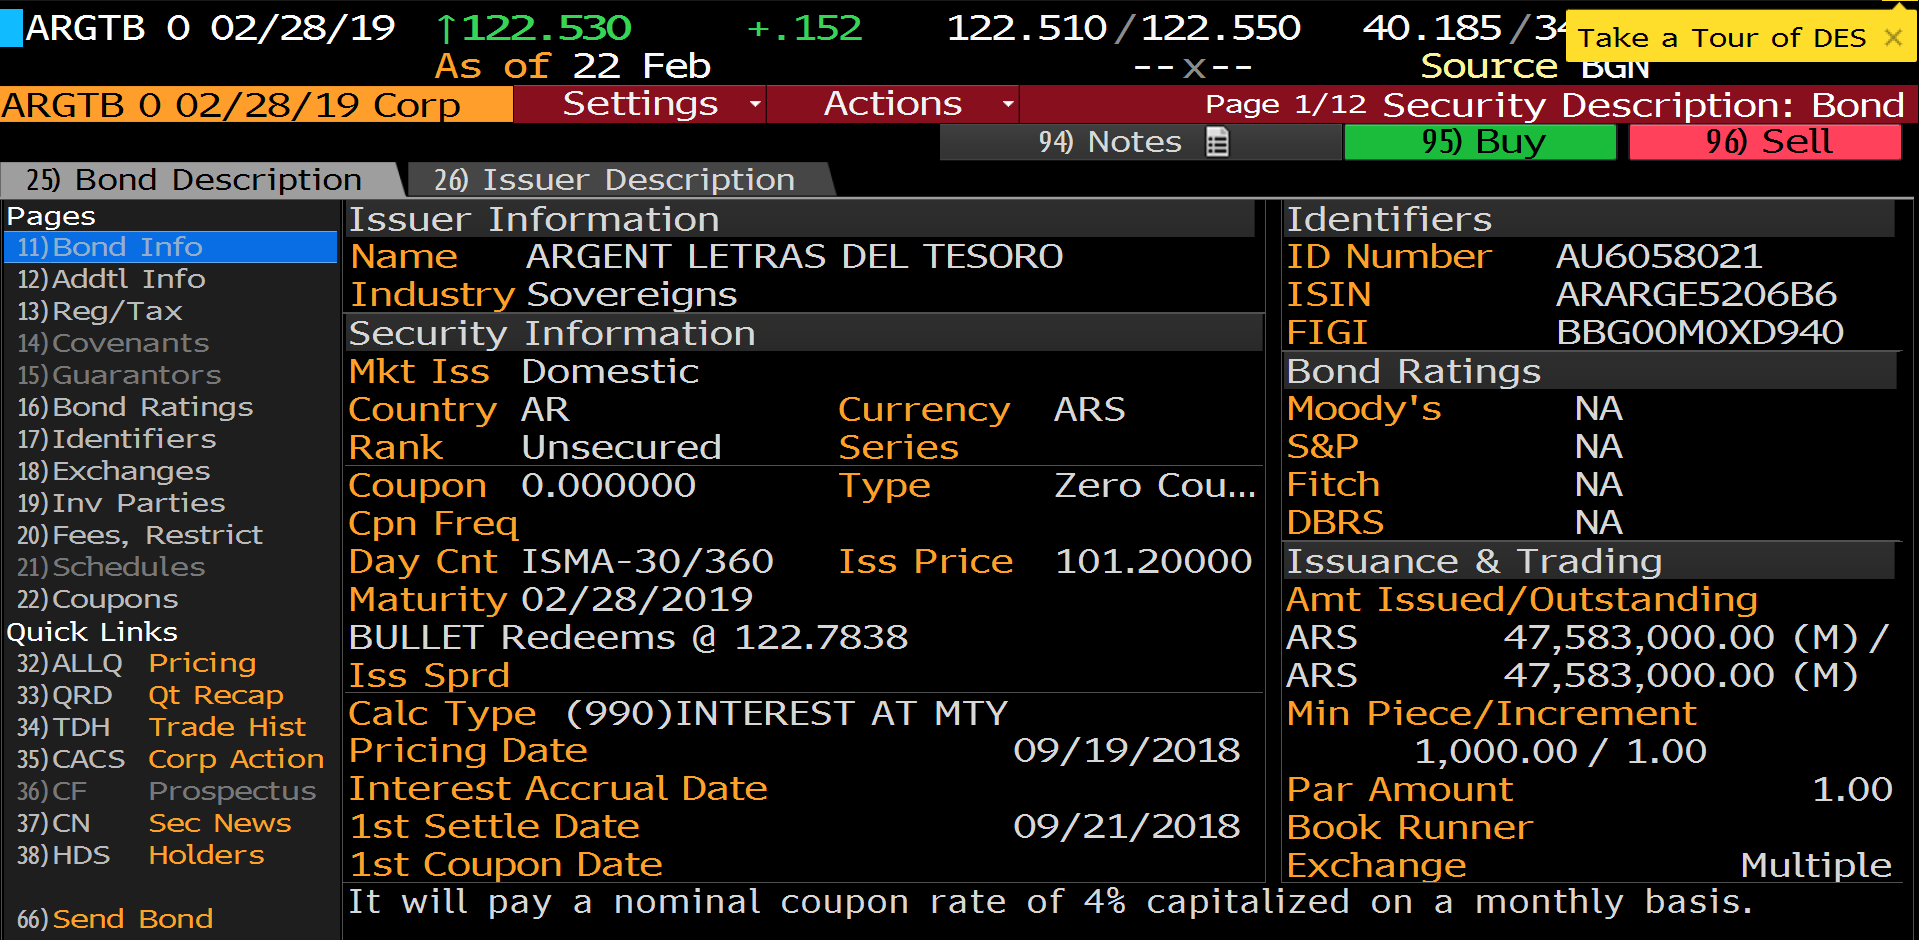 ARGTB 0 02/28/19 ↑122.530 +.152 122.510/122.550 40.185/34
Take a Tour of DES ×
As of 22 Feb --x-- Source BGN
ARGTB 0 02/28/19 Corp Settings Actions Page 1/12 Security Description: Bond
94) Notes 95) Buy 96) Sell
25) Bond Description 26) Issuer Description
Pages
11) Bond Info
12) Addtl Info
13) Reg/Tax
14) Covenants
15) Guarantors
16) Bond Ratings
17) Identifiers
18) Exchanges
19) Inv Parties
20) Fees, Restrict
21) Schedules
22) Coupons
Quick Links
32) ALLQ Pricing
33) QRD Qt Recap
34) TDH Trade Hist
35) CACS Corp Action
36) CF Prospectus
37) CN Sec News
38) HDS Holders
66) Send Bond
Issuer Information
Name ARGENT LETRAS DEL TESORO
Industry Sovereigns
Security Information
Mkt Iss Domestic
Country AR Currency ARS
Rank Unsecured Series
Coupon 0.000000 Type Zero Cou...
Cpn Freq
Day Cnt ISMA-30/360 Iss Price 101.20000
Maturity 02/28/2019
BULLET Redeems @ 122.7838
Iss Sprd
Calc Type (990)INTEREST AT MTY
Pricing Date 09/19/2018
Interest Accrual Date
1st Settle Date 09/21/2018
1st Coupon Date
Identifiers
ID Number AU6058021
ISIN ARARGE5206B6
FIGI BBG00M0XD940
Bond Ratings
Moody's NA
S&P NA
Fitch NA
DBRS NA
Issuance & Trading
Amt Issued/Outstanding
ARS 47,583,000.00 (M) /
ARS 47,583,000.00 (M)
Min Piece/Increment
1,000.00 / 1.00
Par Amount 1.00
Book Runner
Exchange Multiple
It will pay a nominal coupon rate of 4% capitalized on a monthly basis.